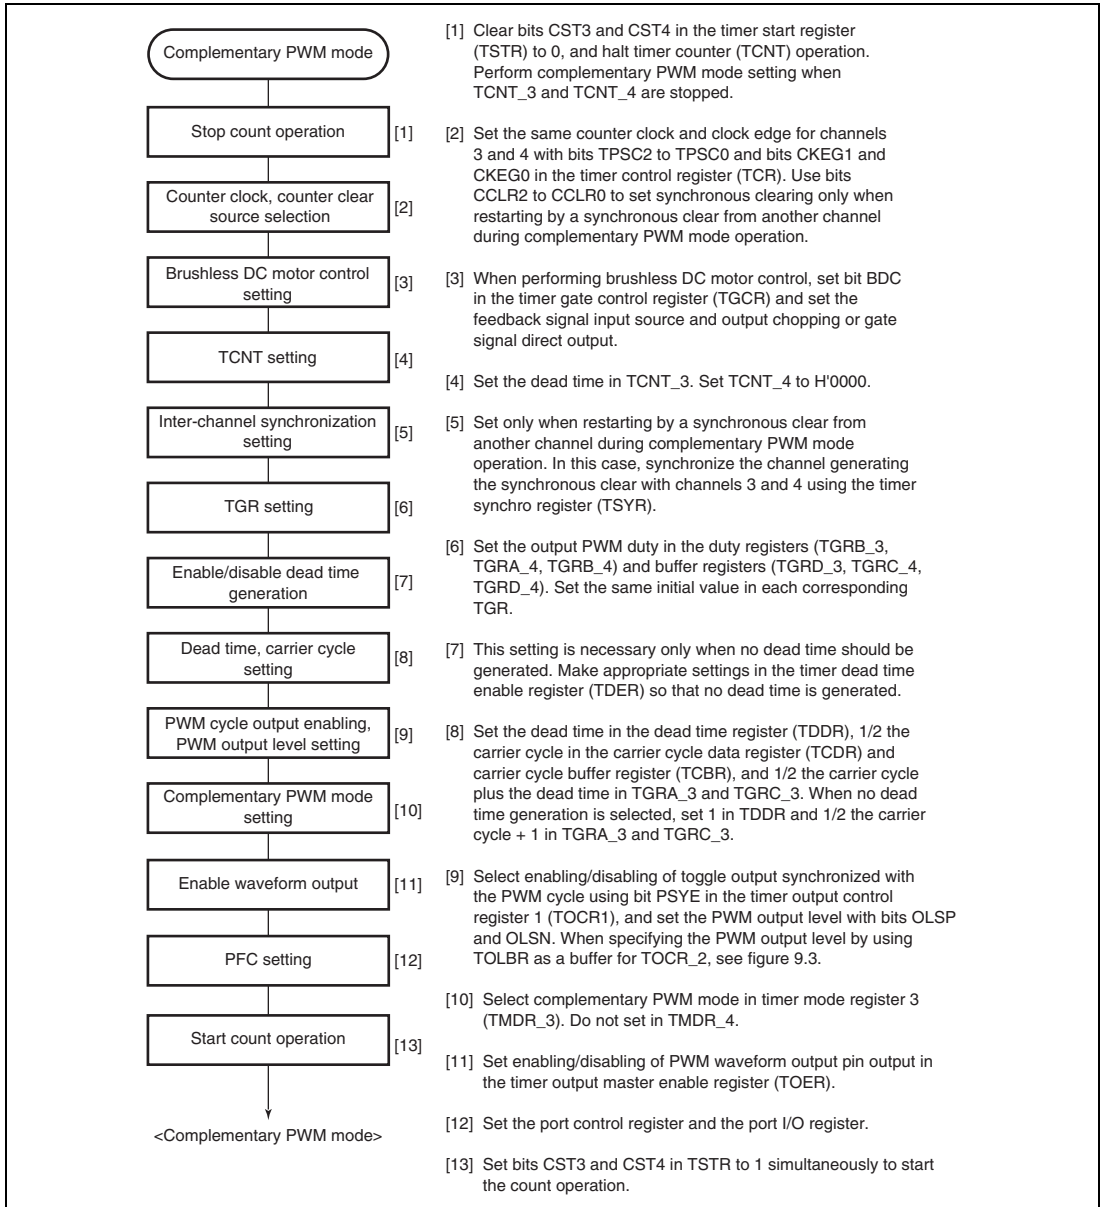 Complementary PWM mode
Stop count operation
[1]
Counter clock, counter clear
source selection
[2]
Brushless DC motor control
setting
[3]
TCNT setting
[4]
Inter-channel synchronization
setting
[5]
TGR setting
[6]
Enable/disable dead time
generation
[7]
Dead time, carrier cycle
setting
[8]
PWM cycle output enabling,
PWM output level setting
[9]
Complementary PWM mode
setting
[10]
Enable waveform output
[11]
PFC setting
[12]
Start count operation
[13]
<Complementary PWM mode>
[1] Clear bits CST3 and CST4 in the timer start register
(TSTR) to 0, and halt timer counter (TCNT) operation.
Perform complementary PWM mode setting when
TCNT_3 and TCNT_4 are stopped.
[2] Set the same counter clock and clock edge for channels
3 and 4 with bits TPSC2 to TPSC0 and bits CKEG1 and
CKEG0 in the timer control register (TCR). Use bits
CCLR2 to CCLR0 to set synchronous clearing only when
restarting by a synchronous clear from another channel
during complementary PWM mode operation.
[3] When performing brushless DC motor control, set bit BDC
in the timer gate control register (TGCR) and set the
feedback signal input source and output chopping or gate
signal direct output.
[4] Set the dead time in TCNT_3. Set TCNT_4 to H'0000.
[5] Set only when restarting by a synchronous clear from
another channel during complementary PWM mode
operation. In this case, synchronize the channel generating
the synchronous clear with channels 3 and 4 using the timer
synchro register (TSYR).
[6] Set the output PWM duty in the duty registers (TGRB_3,
TGRA_4, TGRB_4) and buffer registers (TGRD_3, TGRC_4,
TGRD_4). Set the same initial value in each corresponding
TGR.
[7] This setting is necessary only when no dead time should be
generated. Make appropriate settings in the timer dead time
enable register (TDER) so that no dead time is generated.
[8] Set the dead time in the dead time register (TDDR), 1/2 the
carrier cycle in the carrier cycle data register (TCDR) and
carrier cycle buffer register (TCBR), and 1/2 the carrier cycle
plus the dead time in TGRA_3 and TGRC_3. When no dead
time generation is selected, set 1 in TDDR and 1/2 the carrier
cycle + 1 in TGRA_3 and TGRC_3.
[9] Select enabling/disabling of toggle output synchronized with
the PWM cycle using bit PSYE in the timer output control
register 1 (TOCR1), and set the PWM output level with bits OLSP
and OLSN. When specifying the PWM output level by using
TOLBR as a buffer for TOCR_2, see figure 9.3.
[10] Select complementary PWM mode in timer mode register 3
(TMDR_3). Do not set in TMDR_4.
[11] Set enabling/disabling of PWM waveform output pin output in
the timer output master enable register (TOER).
[12] Set the port control register and the port I/O register.
[13] Set bits CST3 and CST4 in TSTR to 1 simultaneously to start
the count operation.